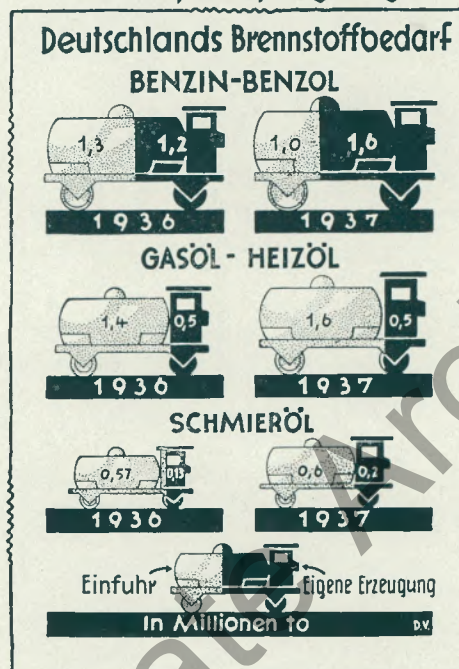 Deutschlands Brennstoffbedarf
BENZIN-BENZOL
1,3 1,2 1,0 1,6
1936 1937
GASÖL - HEIZÖL
1,4 0,5 1,6 0,5
1936 1937
SCHMIERÖL
0,57 0,13 0,6 0,2
1936 1937
Einfuhr Eigene Erzeugung
In Millionen to D.V.